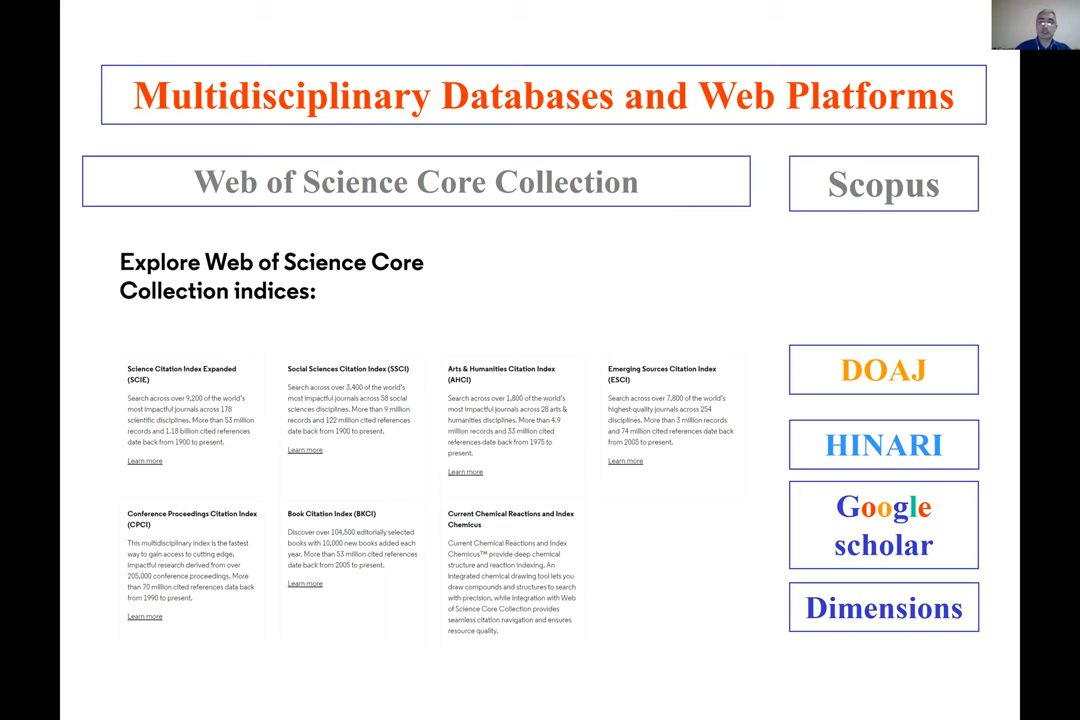 Multidisciplinary Databases and Web Platforms
Web of Science Core Collection
Scopus
Explore Web of Science Core
Collection indices:
Science Citation Index Expanded
(SCIE)
Search across over 9,200 of the world's
most impactful journals across 178
scientific disciplines. More than 53 million
records and 1.18 billion cited references
date back from 1900 to present.
Learn more
Social Sciences Citation Index (SSCI)
Search across over 3,400 of the world's
most impactful journals across 58 social
sciences disciplines. More than 9 million
records and 122 million cited references
date back from 1900 to present.
Learn more
Arts & Humanities Citation Index
(AHCI)
Search across over 1,800 of the world's
most impactful journals across 28 arts &
humanities disciplines. More than 4.9
million records and 33 million cited
references date back from 1975 to
present.
Learn more
Emerging Sources Citation Index
(ESCI)
Search across over 7,800 of the world's
highest-quality journals across 254
disciplines. More than 3 million records
and 74 million cited references date back
from 2005 to present.
Learn more
Conference Proceedings Citation Index
(CPCI)
This multidisciplinary index is the fastest
way to gain access to cutting edge,
impactful research derived from over
205,000 conference proceedings. More
than 70 million cited references data back
from 1990 to present.
Learn more
Book Citation Index (BKCI)
Discover over 104,500 editorially selected
books with 10,000 new books added each
year. More than 53 million cited references
date back from 2005 to present.
Learn more
Current Chemical Reactions and Index
Chemicus
Current Chemical Reactions and Index
Chemicus™ provide deep chemical
structure and reaction indexing. An
integrated chemical drawing tool lets you
draw compounds and structures to search
with precision, while integration with Web
of Science Core Collection provides
seamless citation navigation and ensures
resource quality.
DOAJ
HINARI
Google
scholar
Dimensions